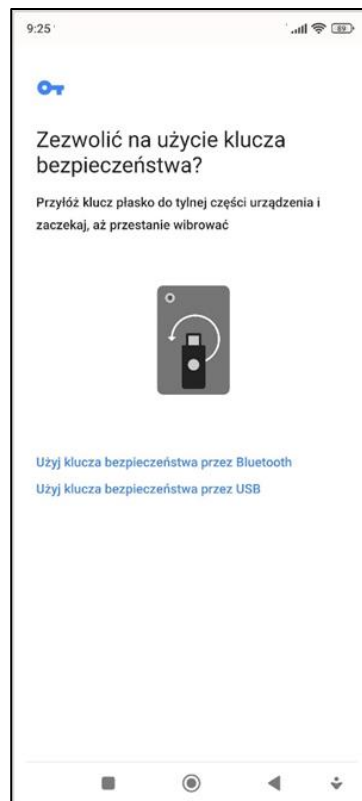 9:25
89
Zezwolić na użycie klucza
bezpieczeństwa?
Przyłóż klucz płasko do tylnej części urządzenia i
zaczekaj, aż przestanie wibrować
Użyj klucza bezpieczeństwa przez Bluetooth
Użyj klucza bezpieczeństwa przez USB